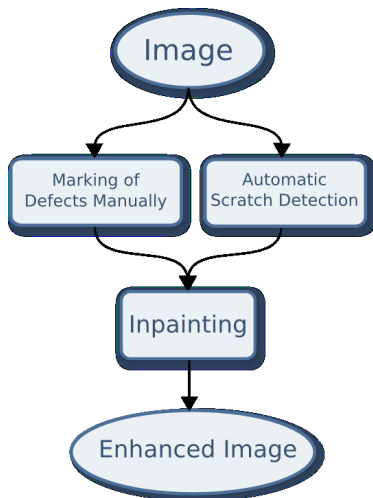 Image
Marking of
Defects Manually
Automatic
Scratch Detection
Inpainting
Enhanced Image